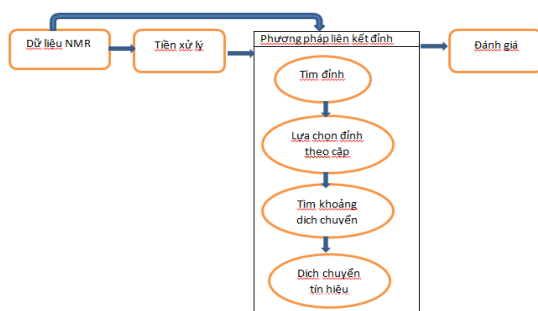 Dữ liệu NMR
Tiền xử lý
Phương pháp liên kết đỉnh
Tìm đỉnh
Lựa chọn đỉnh
theo cặp
Tìm khoảng
dịch chuyển
Dịch chuyển
tín hiệu
Đánh giá